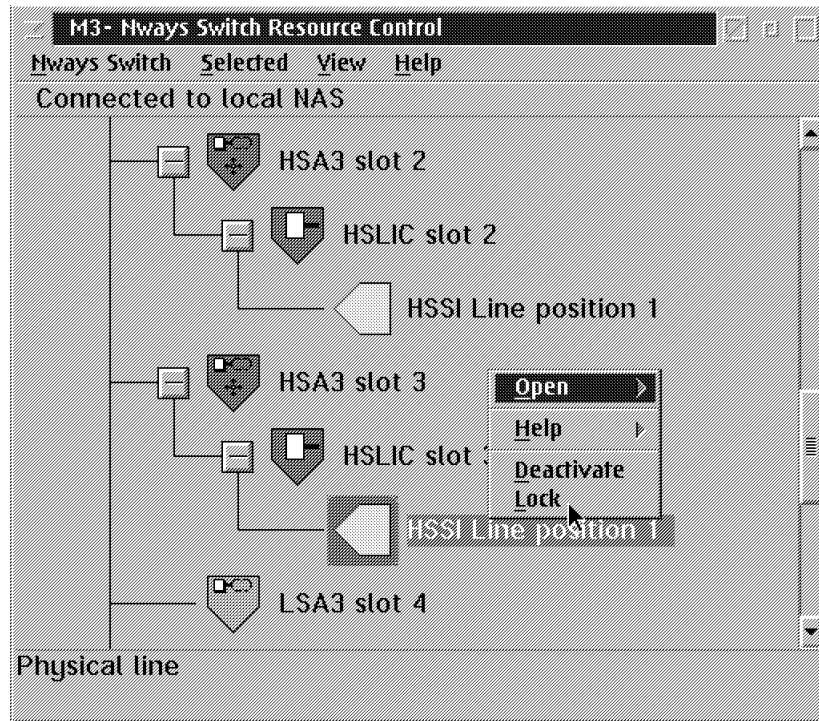 M3- Nways Switch Resource Control
Nways Switch Selected View Help
Connected to local NAS
HSA3 slot 2
HSLIC slot 2
HSSI Line position 1
HSA3 slot 3
Open
Help
HSLIC slot
Deactivate
Lock
HSSI Line position 1
LSA3 slot 4
Physical line